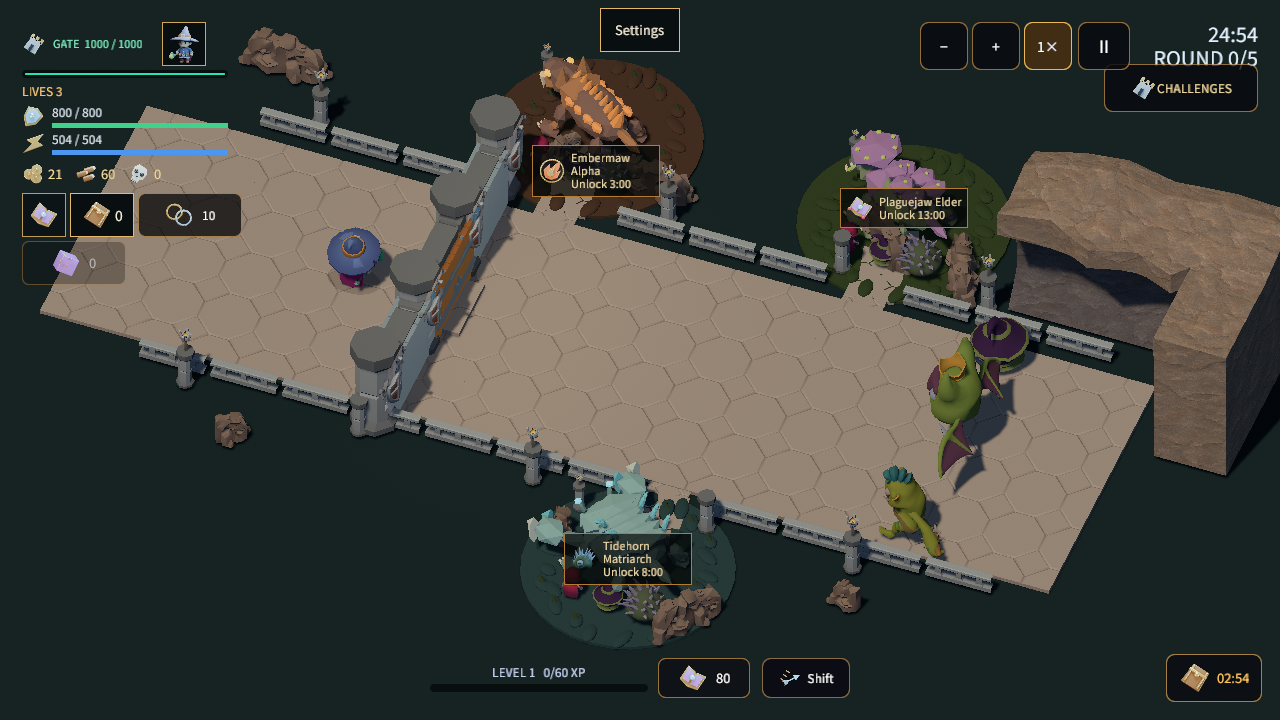 GATE 1000 / 1000
Settings
−
+
1×
24:54
ROUND 0/5
CHALLENGES
LIVES 3
800 / 800
504 / 504
21
60
0
0
10
0
Embermaw
Alpha
Unlock 3:00
Plaguejaw Elder
Unlock 13:00
Tidehorn
Matriarch
Unlock 8:00
LEVEL 1 0/60 XP
80
Shift
02:54